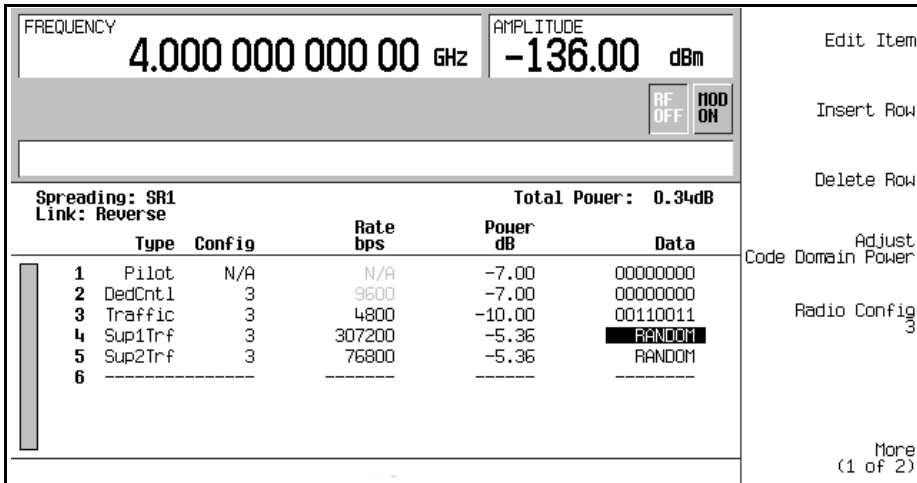 FREQUENCY
4.000 000 000 00 GHz
AMPLITUDE
-136.00 dBm
RF OFF
MOD ON
Spreading: SR1
Total Power: 0.34dB
Link: Reverse
Type Config Rate bps Power dB Data
1 Pilot N/A N/A -7.00 00000000
2 DedCntl 3 9600 -7.00 00000000
3 Traffic 3 4800 -10.00 00110011
4 Sup1Trf 3 307200 -5.36 RANDOM
5 Sup2Trf 3 76800 -5.36 RANDOM
6 --------------- ------- ------ --------
Edit Item
Insert Row
Delete Row
Adjust
Code Domain Power
Radio Config
3
More
(1 of 2)